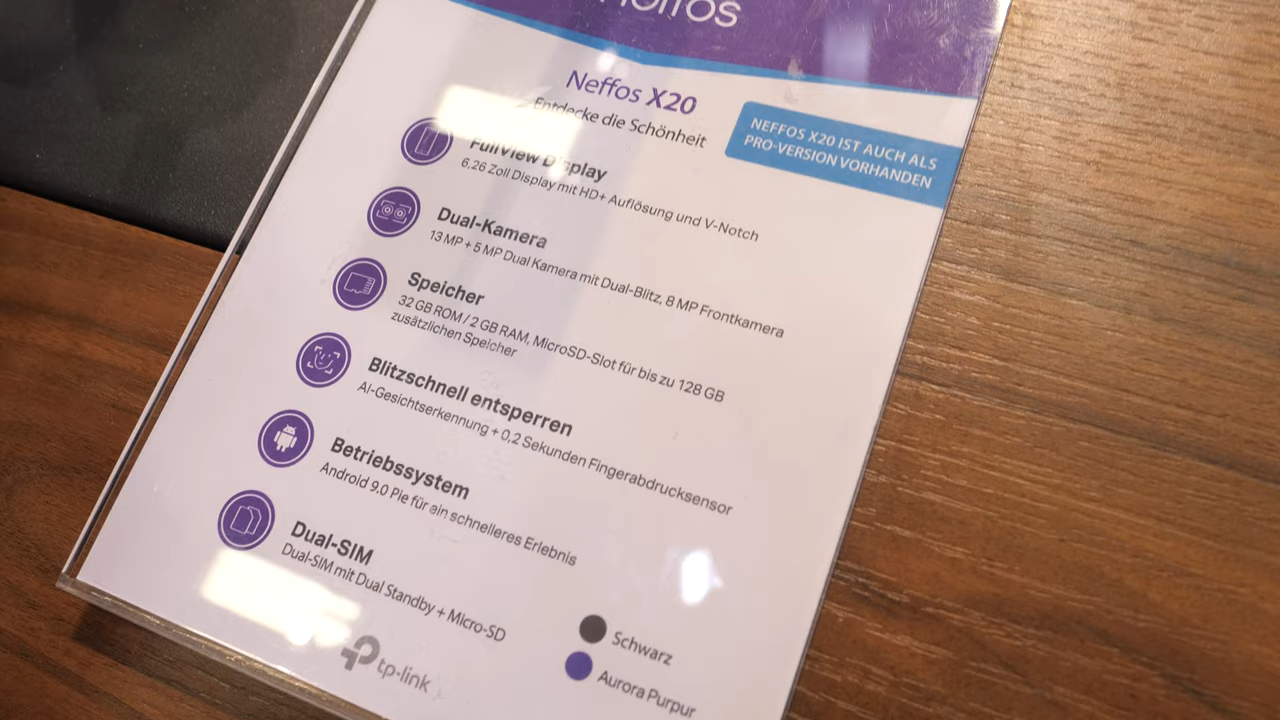 neffos
Neffos X20
Entdecke die Schönheit
NEFFOS X20 IST AUCH ALS
PRO-VERSION VORHANDEN
FullView Display
6,26 Zoll Display mit HD+ Auflösung und V-Notch
Dual-Kamera
13 MP + 5 MP Dual Kamera mit Dual-Blitz, 8 MP Frontkamera
Speicher
32 GB ROM / 2 GB RAM, MicroSD-Slot für bis zu 128 GB
zusätzlichen Speicher
Blitzschnell entsperren
AI-Gesichtserkennung + 0,2 Sekunden Fingerabdrucksensor
Betriebssystem
Android 9.0 Pie für ein schnelleres Erlebnis
Dual-SIM
Dual-SIM mit Dual Standby + Micro-SD
Schwarz
Aurora Purpur
tp-link